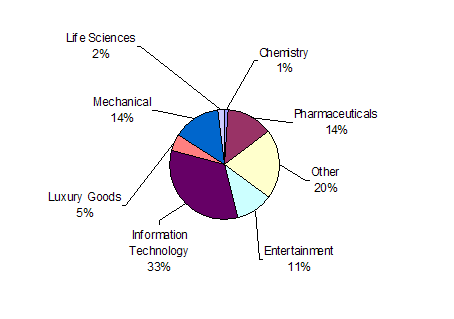 Life Sciences
2%
Chemistry
1%
Mechanical
14%
Pharmaceuticals
14%
Other
20%
Luxury Goods
5%
Information
Technology
33%
Entertainment
11%